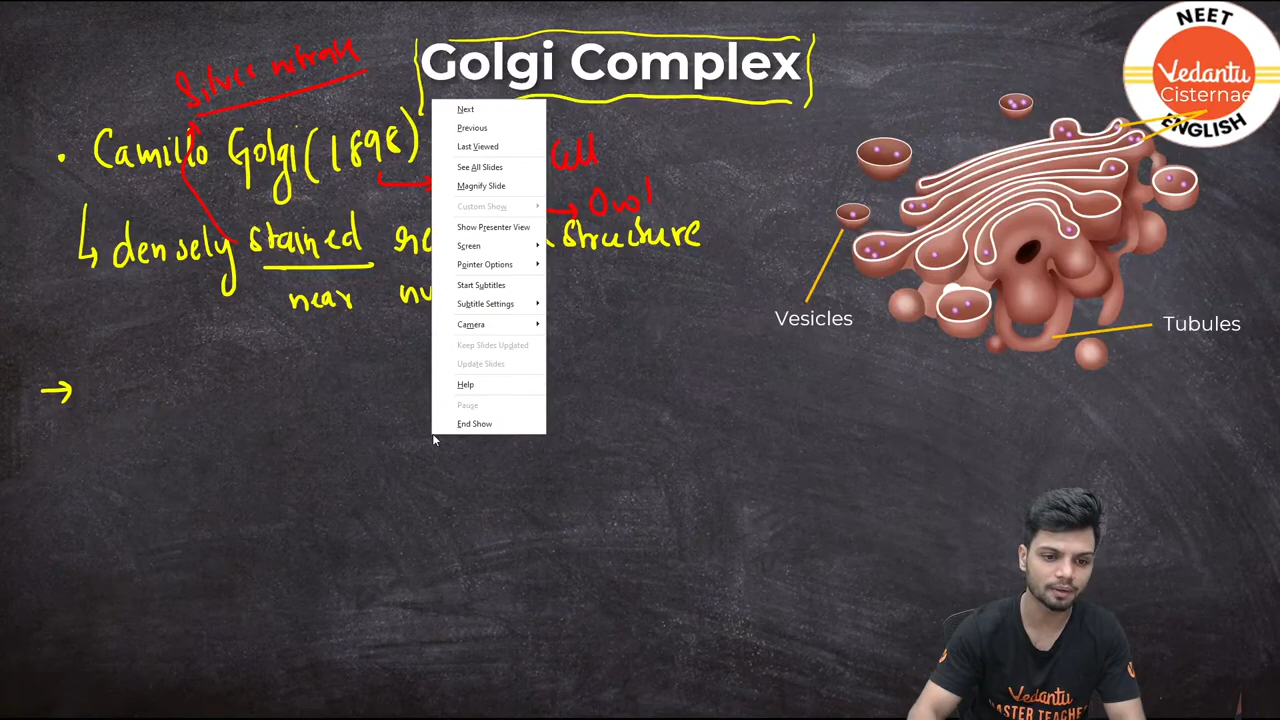 Golgi Complex
NEET
Vedantu
ENGLISH
Cisternae
Silver nitrate
• Camillo Golgi (1898)
Cell
→ Owl
↳ densely stained structure
near
→
Next
Previous
Last Viewed
See All Slides
Magnify Slide
Custom Show
Show Presenter View
Screen
Pointer Options
Start Subtitles
Subtitle Settings
Camera
Keep Slides Updated
Update Slides
Help
Pause
End Show
Vesicles
Tubules
Vedantu
MASTER TEACHER